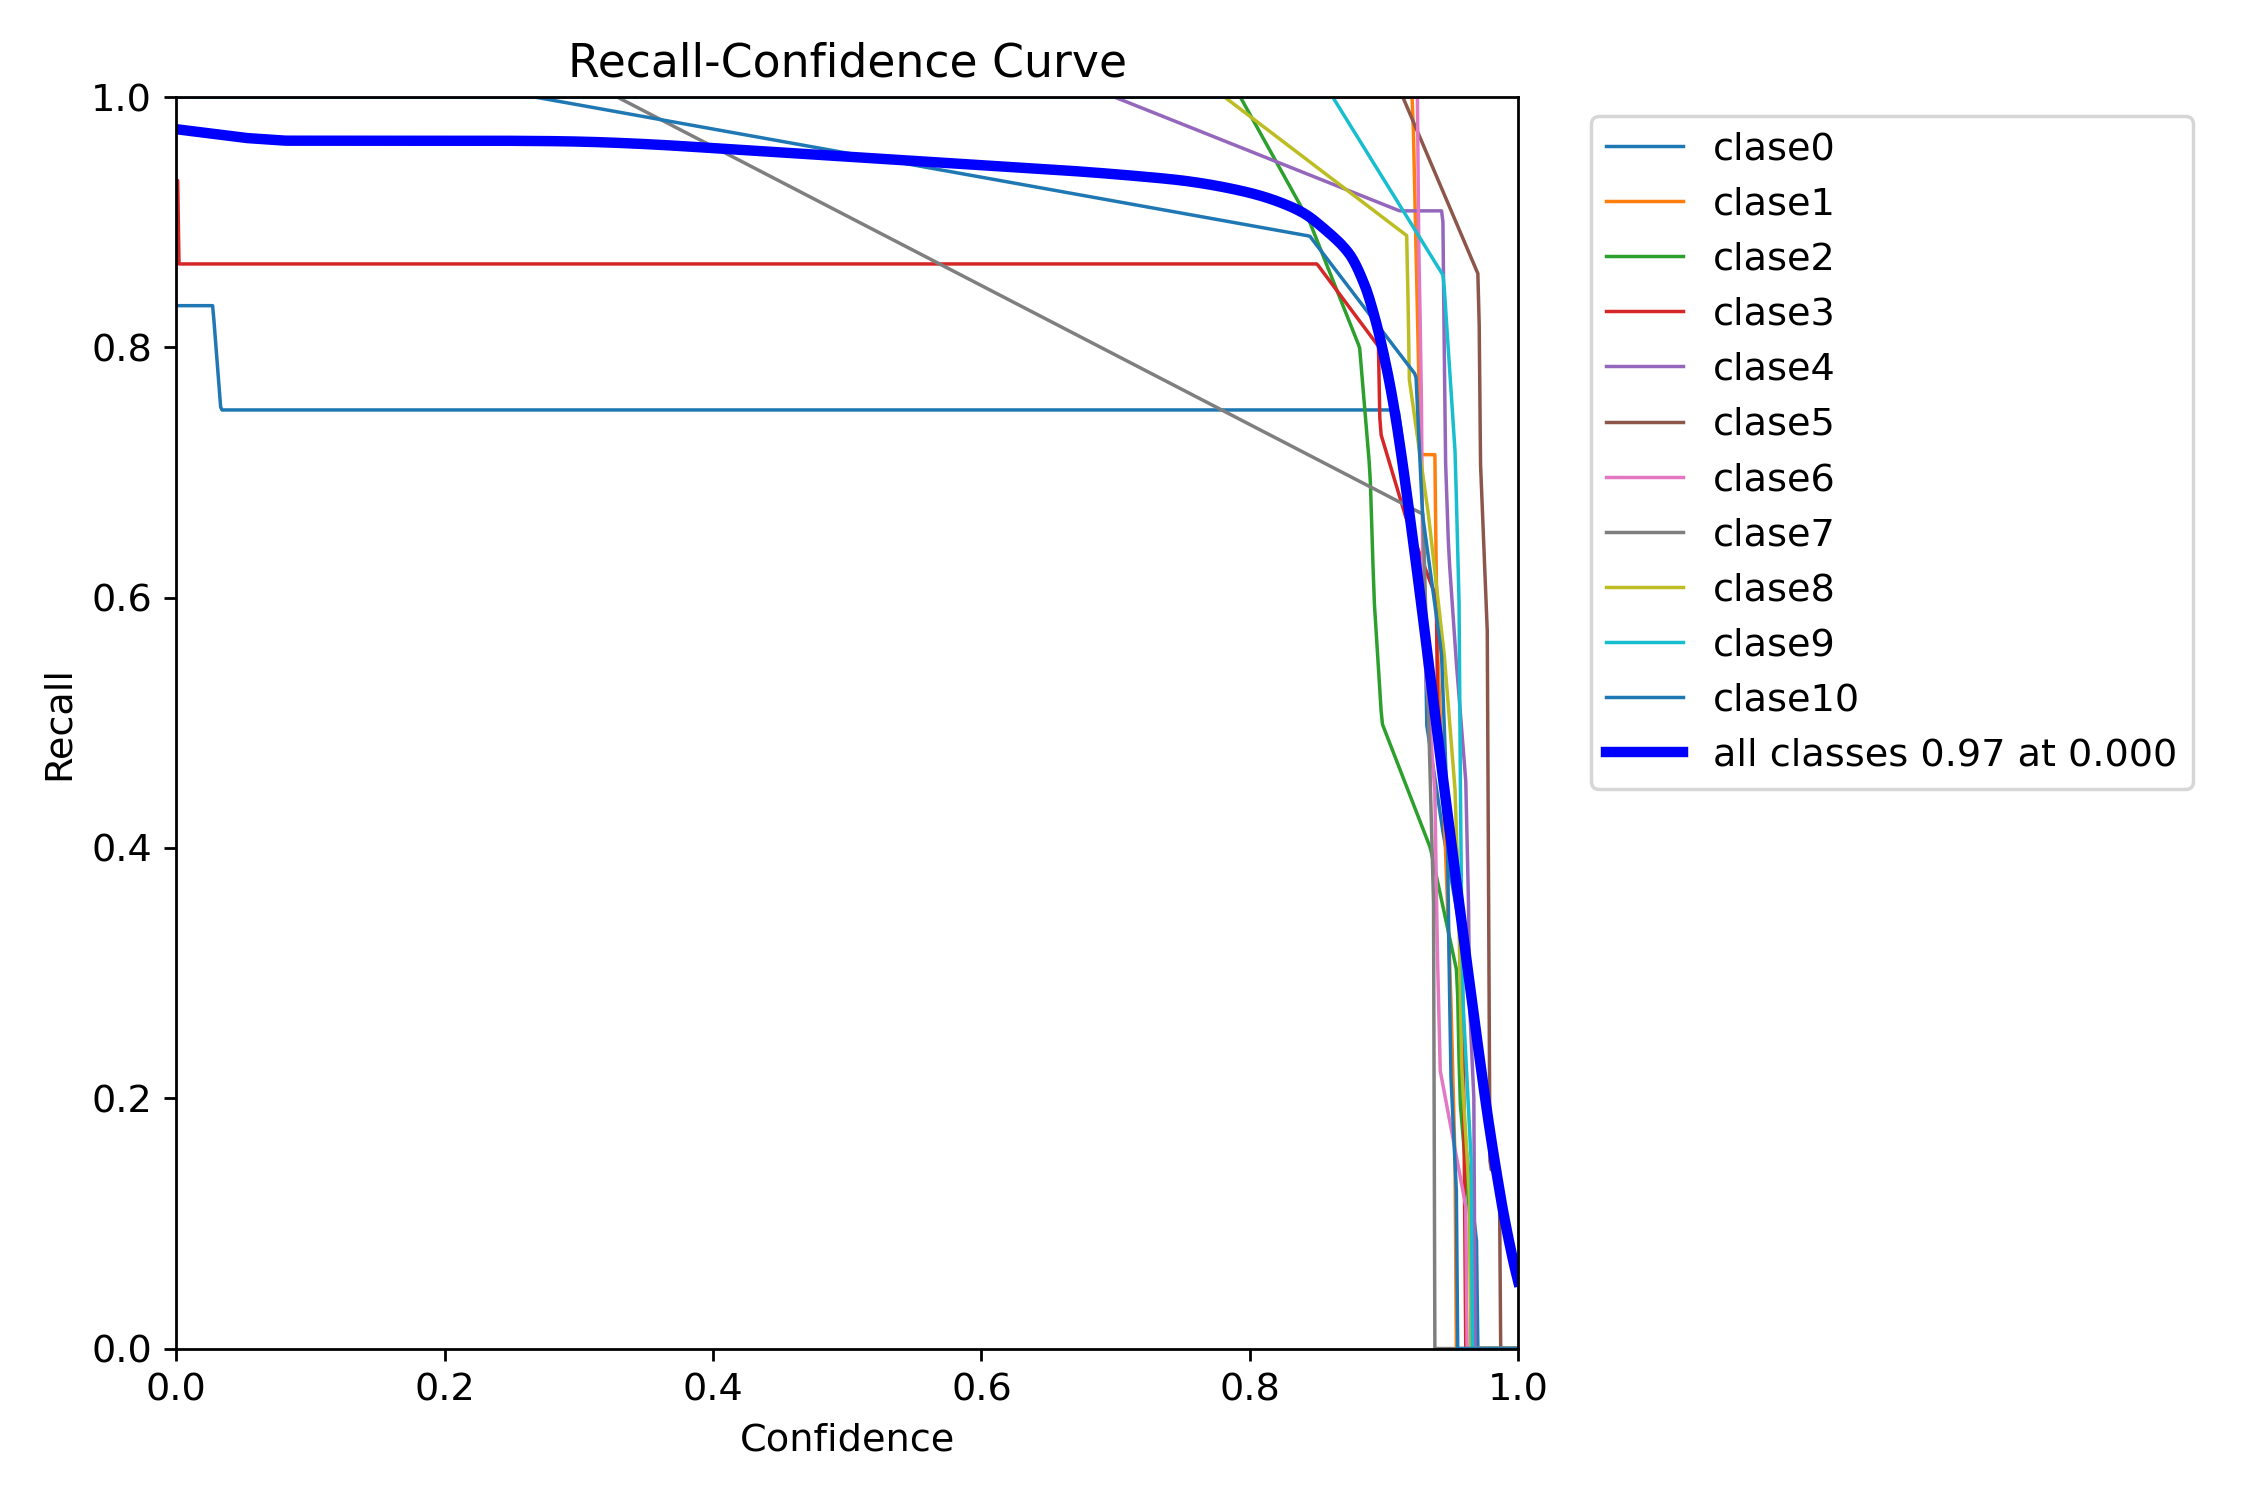 Recall-Confidence Curve
1.0
0.8
0.6
0.4
0.2
0.0
Recall
0.0 0.2 0.4 0.6 0.8 1.0
Confidence
clase0
clase1
clase2
clase3
clase4
clase5
clase6
clase7
clase8
clase9
clase10
all classes 0.97 at 0.000